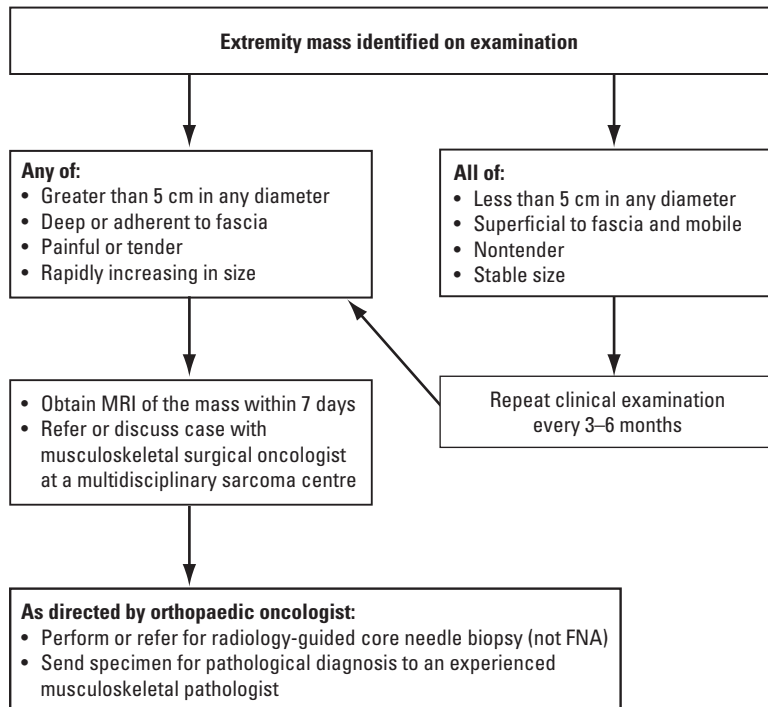 Extremity mass identified on examination
Any of:
• Greater than 5 cm in any diameter
• Deep or adherent to fascia
• Painful or tender
• Rapidly increasing in size
All of:
• Less than 5 cm in any diameter
• Superficial to fascia and mobile
• Nontender
• Stable size
• Obtain MRI of the mass within 7 days
• Refer or discuss case with
musculoskeletal surgical oncologist
at a multidisciplinary sarcoma centre
Repeat clinical examination
every 3–6 months
As directed by orthopaedic oncologist:
• Perform or refer for radiology-guided core needle biopsy (not FNA)
• Send specimen for pathological diagnosis to an experienced
musculoskeletal pathologist